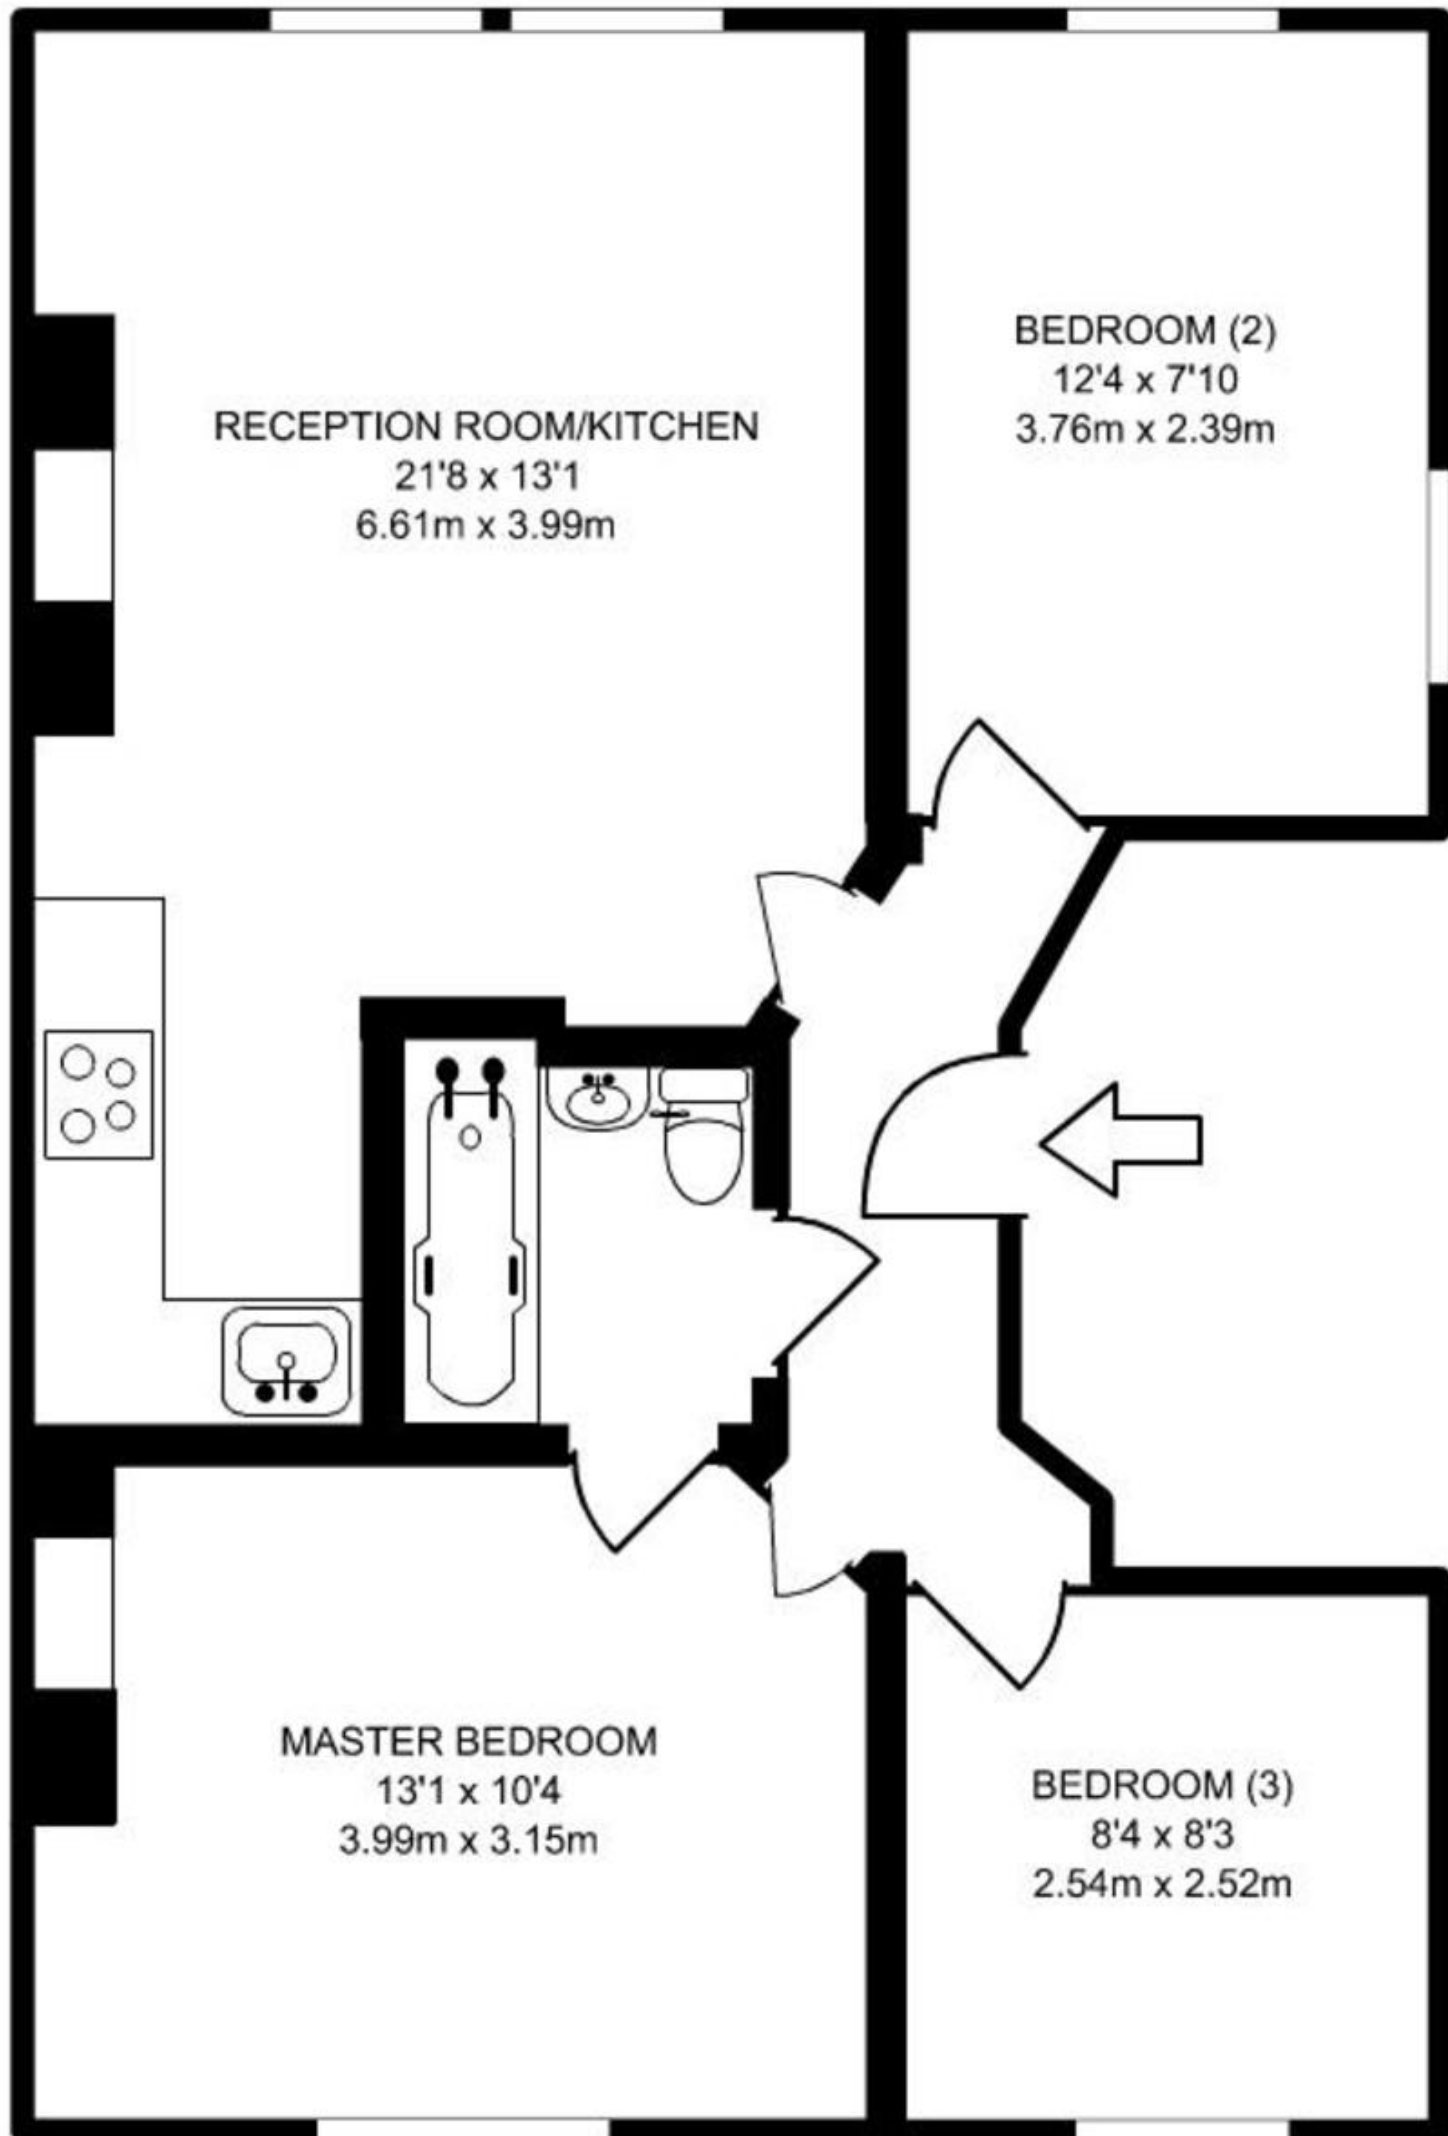 BEDROOM (2)
12'4 x 7'10
3.76m x 2.39m
RECEPTION ROOM/KITCHEN
21'8 x 13'1
6.61m x 3.99m
MASTER BEDROOM
13'1 x 10'4
3.99m x 3.15m
BEDROOM (3)
8'4 x 8'3
2.54m x 2.52m